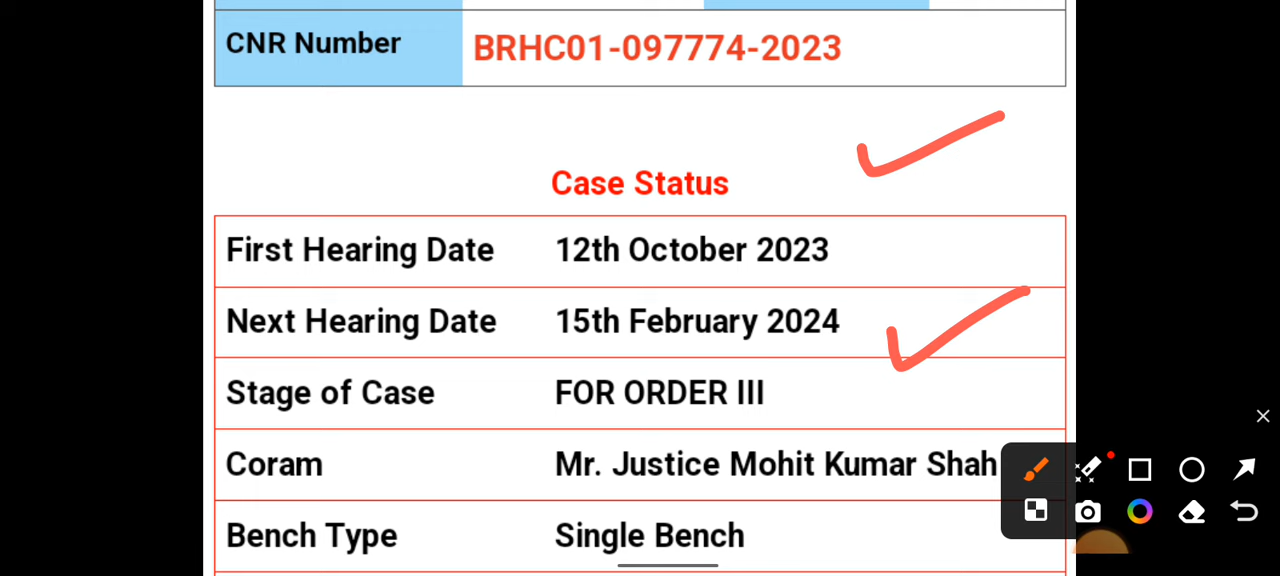 CNR Number BRHC01-097774-2023
Case Status
First Hearing Date 12th October 2023
Next Hearing Date 15th February 2024
Stage of Case FOR ORDER III
Coram Mr. Justice Mohit Kumar Shah
Bench Type Single Bench